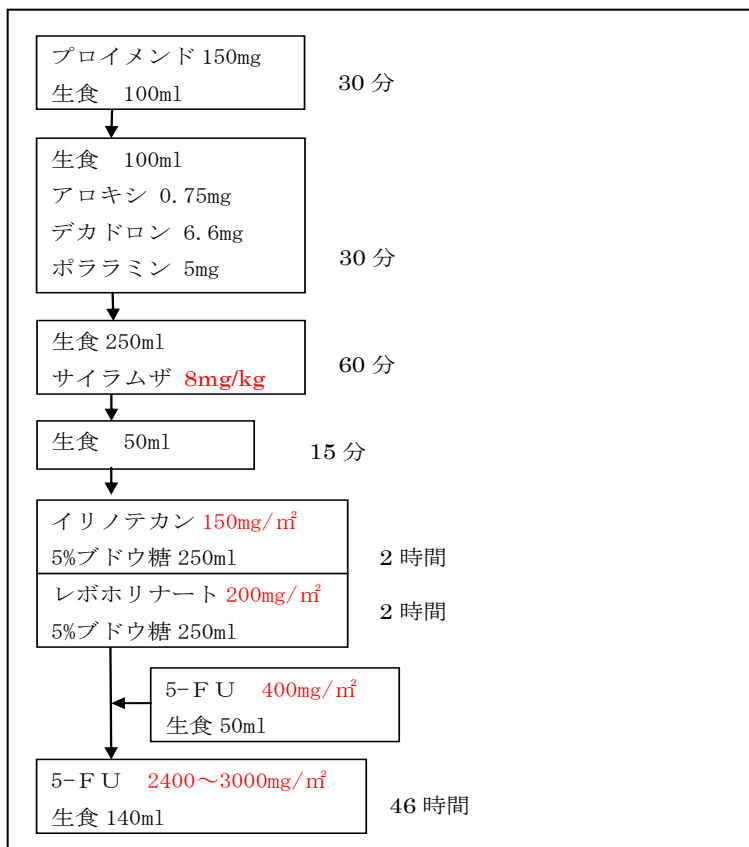 プロイメンド 150mg
生食　100ml
30 分
生食　100ml
アロキシ 0.75mg
デカドロン 6.6mg
ポララミン 5mg
30 分
生食 250ml
サイラムザ 8mg/kg
60 分
生食　50ml
15 分
イリノテカン 150mg/㎡
5%ブドウ糖 250ml
2 時間
レボホリナート 200mg/㎡
5%ブドウ糖 250ml
2 時間
5-ＦＵ　400mg/㎡
生食 50ml
5-ＦＵ　2400～3000mg/㎡
生食 140ml
46 時間